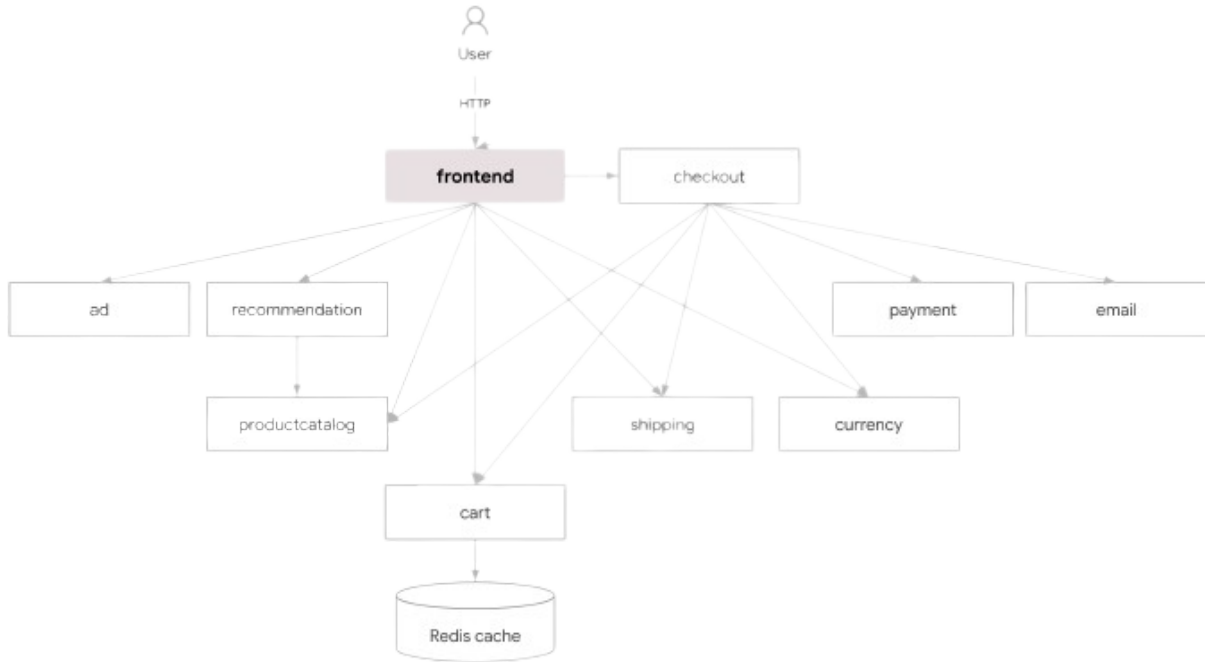 User
HTTP
frontend
checkout
ad
recommendation
payment
email
productcatalog
shipping
currency
cart
Redis cache